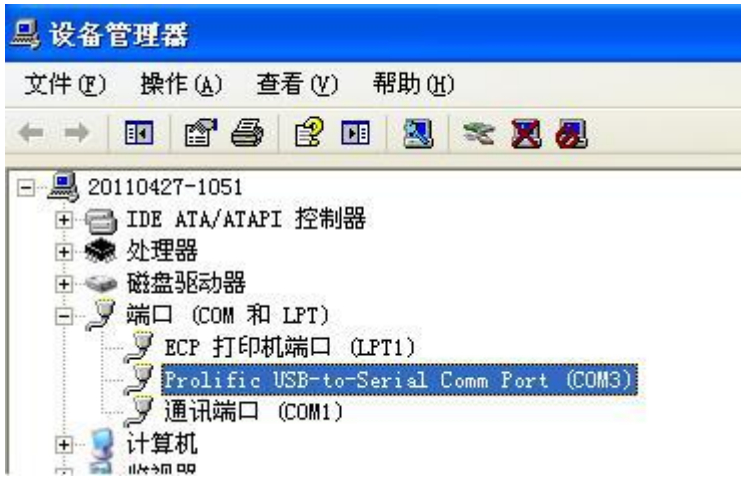 设备管理器
文件(F) 操作(A) 查看(V) 帮助(H)
20110427-1051
IDE ATA/ATAPI 控制器
处理器
磁盘驱动器
端口 (COM 和 LPT)
ECP 打印机端口 (LPT1)
Prolific USB-to-Serial Comm Port (COM3)
通讯端口 (COM1)
计算机